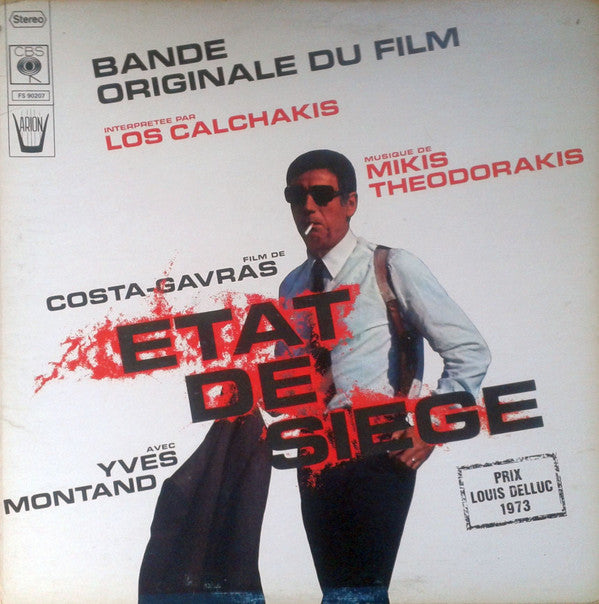 Stereo
CBS
FS 90207
ARION
BANDE
ORIGINALE DU FILM
INTERPRETEE PAR
LOS CALCHAKIS
MUSIQUE DE
MIKIS
THEODORAKIS
FILM DE
COSTA-GAVRAS
ETAT
DE
SIEGE
AVEC
YVES
MONTAND
PRIX
LOUIS DELLUC
1973